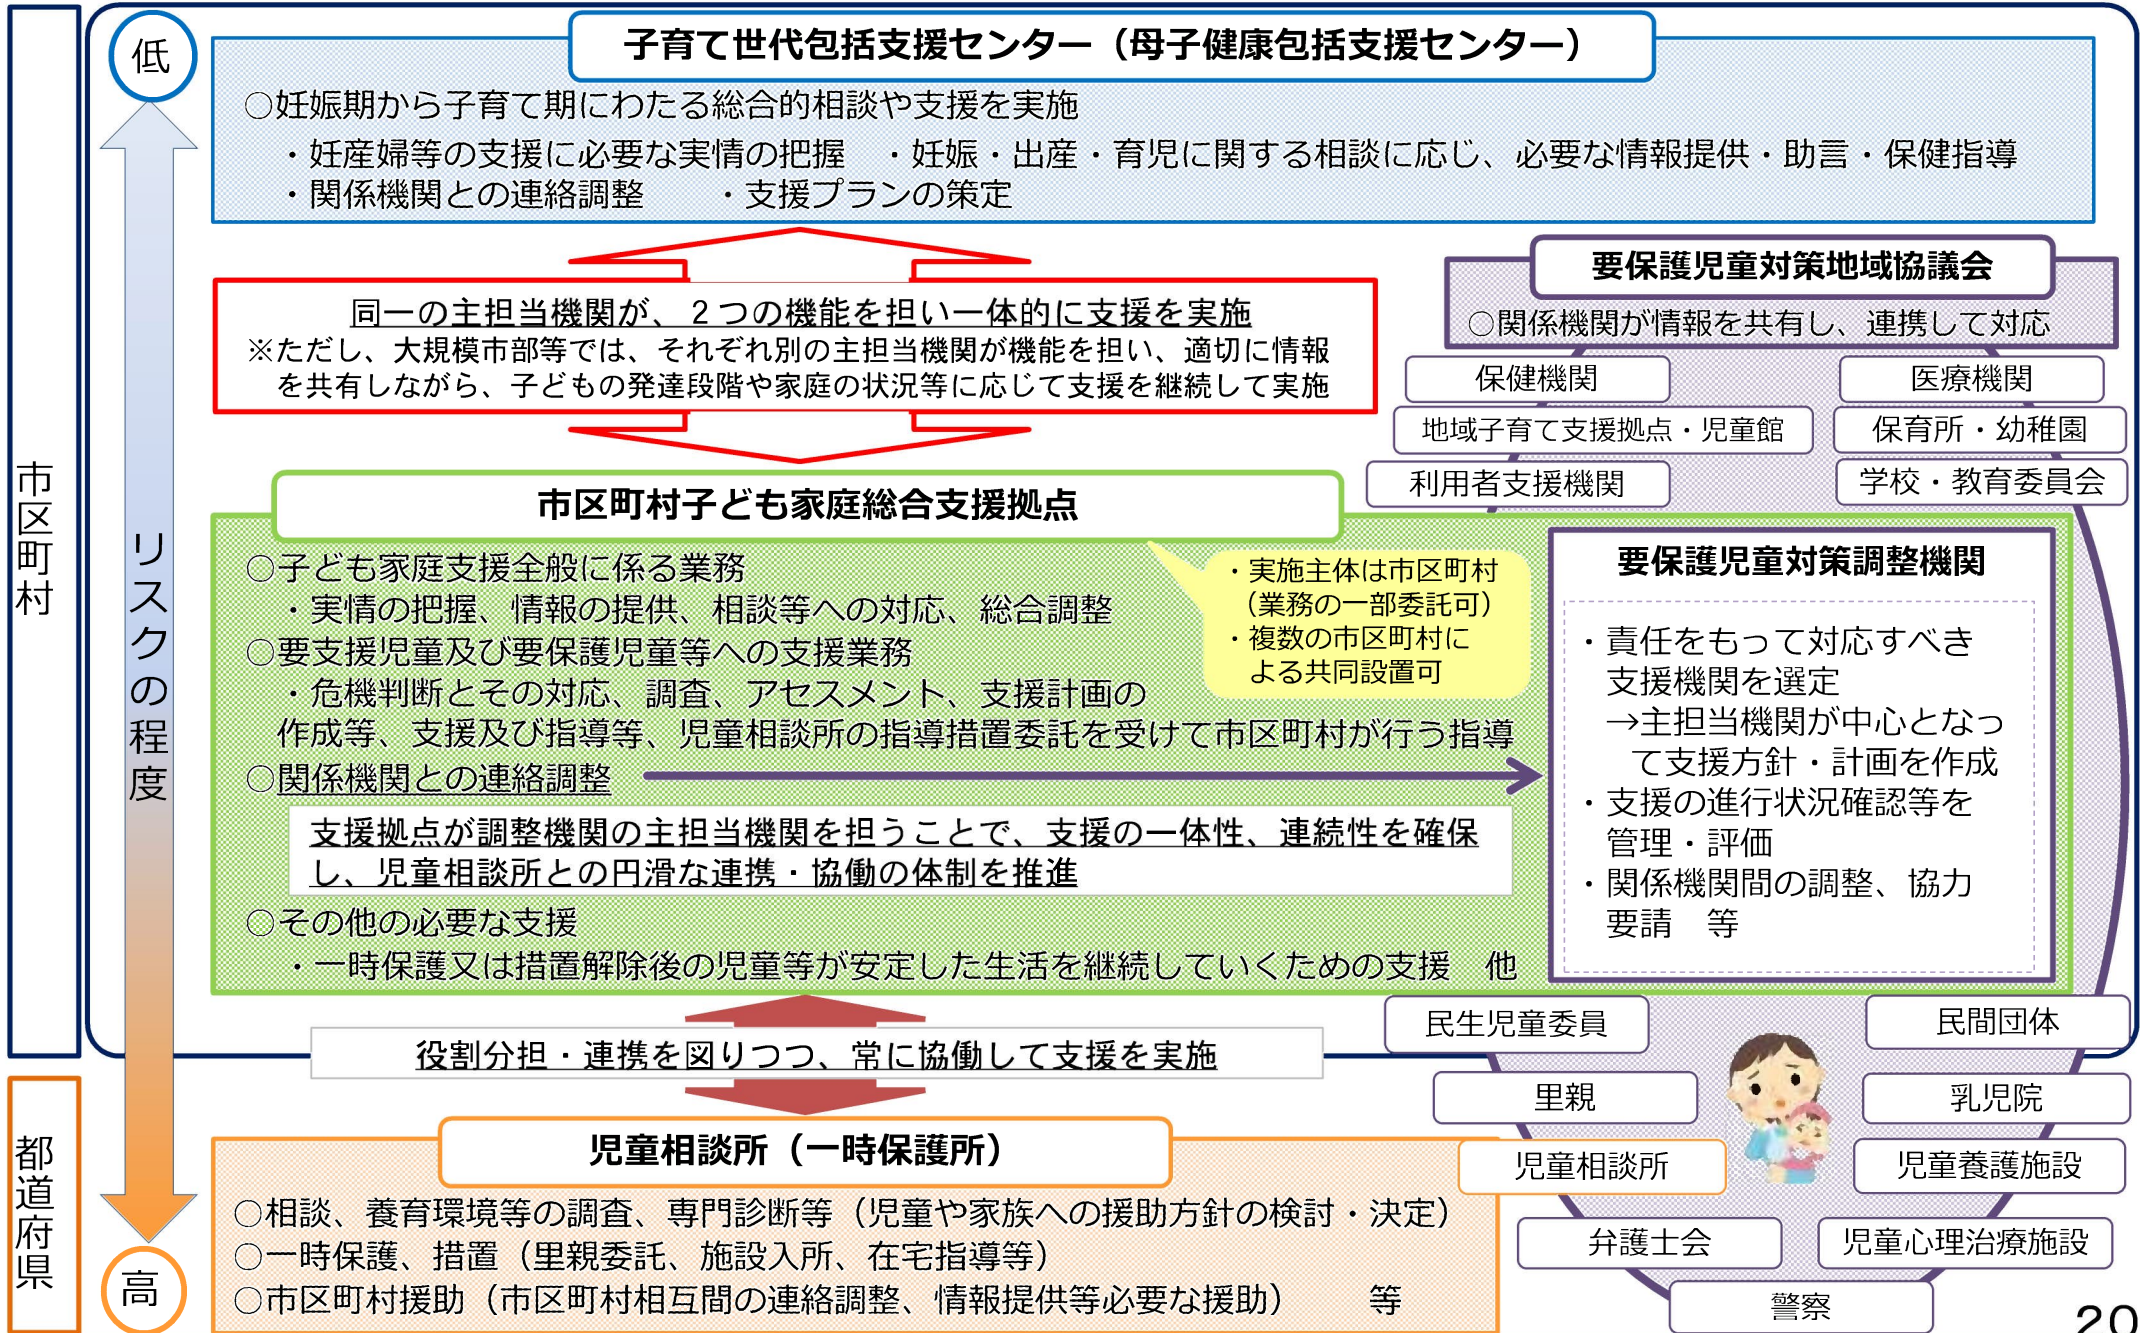 市区町村
都道府県
低
リスクの程度
高
子育て世代包括支援センター（母子健康包括支援センター）
○妊娠期から子育て期にわたる総合的相談や支援を実施
・妊産婦等の支援に必要な実情の把握　・妊娠・出産・育児に関する相談に応じ、必要な情報提供・助言・保健指導
・関係機関との連絡調整　　・支援プランの策定
同一の主担当機関が、２つの機能を担い一体的に支援を実施
※ただし、大規模市部等では、それぞれ別の主担当機関が機能を担い、適切に情報
を共有しながら、子どもの発達段階や家庭の状況等に応じて支援を継続して実施
要保護児童対策地域協議会
○関係機関が情報を共有し、連携して対応
保健機関
医療機関
地域子育て支援拠点・児童館
保育所・幼稚園
利用者支援機関
学校・教育委員会
市区町村子ども家庭総合支援拠点
○子ども家庭支援全般に係る業務
・実情の把握、情報の提供、相談等への対応、総合調整
○要支援児童及び要保護児童等への支援業務
・危機判断とその対応、調査、アセスメント、支援計画の
作成等、支援及び指導等、児童相談所の指導措置委託を受けて市区町村が行う指導
○関係機関との連絡調整
支援拠点が調整機関の主担当機関を担うことで、支援の一体性、連続性を確保
し、児童相談所との円滑な連携・協働の体制を推進
○その他の必要な支援
・一時保護又は措置解除後の児童等が安定した生活を継続していくための支援　他
・実施主体は市区町村
（業務の一部委託可）
・複数の市区町村に
よる共同設置可
要保護児童対策調整機関
・責任をもって対応すべき
支援機関を選定
→主担当機関が中心となっ
て支援方針・計画を作成
・支援の進行状況確認等を
管理・評価
・関係機関間の調整、協力
要請　等
役割分担・連携を図りつつ、常に協働して支援を実施
児童相談所（一時保護所）
○相談、養育環境等の調査、専門診断等（児童や家族への援助方針の検討・決定）
○一時保護、措置（里親委託、施設入所、在宅指導等）
○市区町村援助（市区町村相互間の連絡調整、情報提供等必要な援助）　　等
民生児童委員
民間団体
里親
乳児院
児童相談所
児童養護施設
弁護士会
児童心理治療施設
警察
20